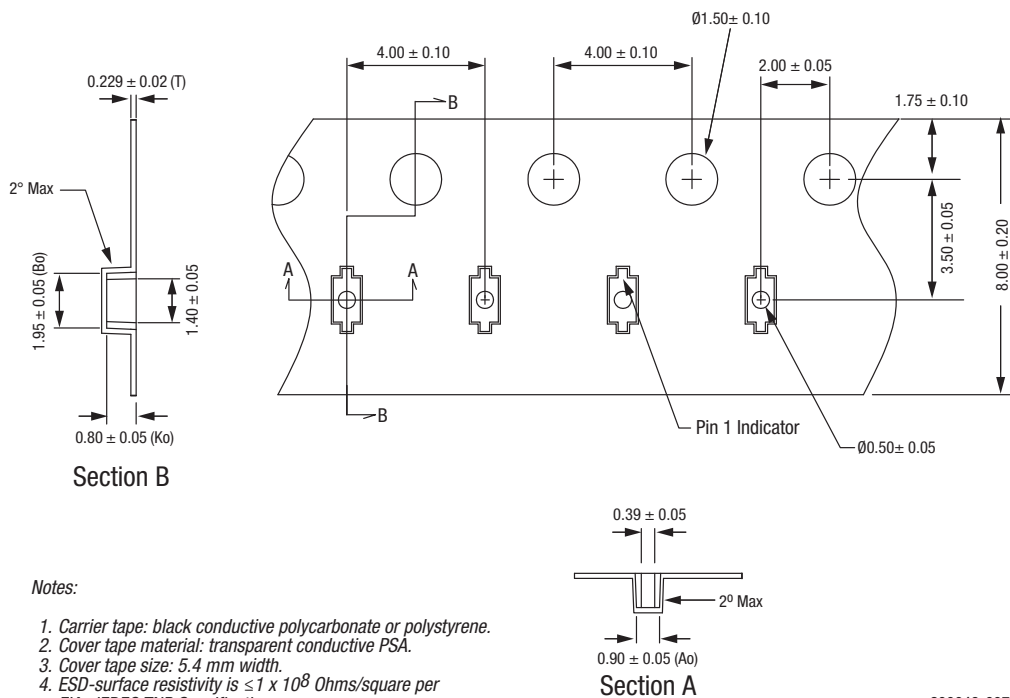 Ø1.50± 0.10
4.00 ± 0.10
4.00 ± 0.10
2.00 ± 0.05
0.229 ± 0.02 (T)
B
1.75 ± 0.10
2° Max
3.50 ± 0.05
8.00 ± 0.20
A
A
1.95 ± 0.05 (Bo)
1.40 ± 0.05
B
Pin 1 Indicator
0.80 ± 0.05 (Ko)
Ø0.50± 0.05
Section B
0.39 ± 0.05
Notes:
2º Max
1. Carrier tape: black conductive polycarbonate or polystyrene.
2. Cover tape material: transparent conductive PSA.
3. Cover tape size: 5.4 mm width.
0.90 ± 0.05 (Ao)
4. ESD-surface resistivity is ≤1 x 10⁸ Ohms/square per
Section A